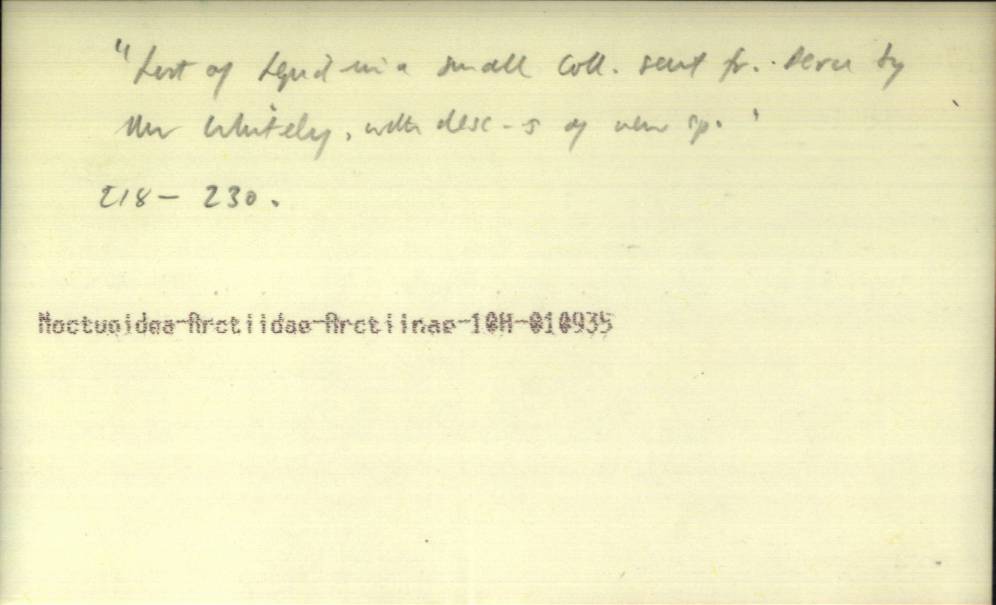 "List of Lepid. in a small Coll. sent fr. Peru by
Mr Whitely, with desc-s of new sp."
218 - 230.
Noctuoidea-Arctiidae-Arctiinae-10H-010935